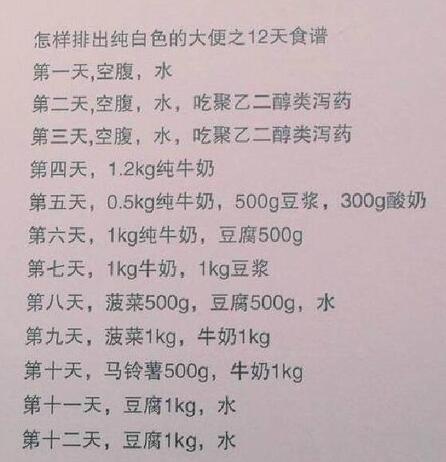 怎样排出纯白色的大便之12天食谱
第一天,空腹，水
第二天,空腹，水，吃聚乙二醇类泻药
第三天,空腹，水，吃聚乙二醇类泻药
第四天，1.2kg纯牛奶
第五天，0.5kg纯牛奶，500g豆浆，300g酸奶
第六天，1kg纯牛奶，豆腐500g
第七天，1kg牛奶，1kg豆浆
第八天，菠菜500g，豆腐500g，水
第九天，菠菜1kg，牛奶1kg
第十天，马铃薯500g，牛奶1kg
第十一天，豆腐1kg，水
第十二天，豆腐1kg，水